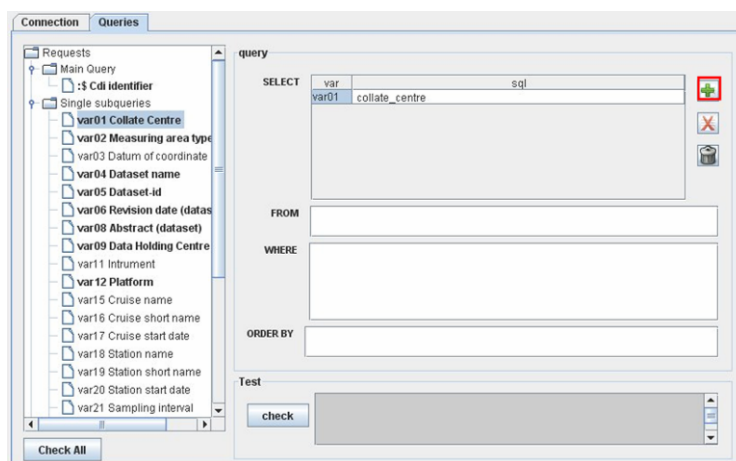 Connection Queries
Requests
Main Query
:$ Cdi identifier
Single subqueries
var01 Collate Centre
var02 Measuring area type
var03 Datum of coordinate
var04 Dataset name
var05 Dataset-id
var06 Revision date (datas
var08 Abstract (dataset)
var09 Data Holding Centre
var11 Intrument
var12 Platform
var15 Cruise name
var16 Cruise short name
var17 Cruise start date
var18 Station name
var19 Station short name
var20 Station start date
var21 Sampling interval
Check All
query
SELECT
var sql
var01 collate_centre
FROM
WHERE
ORDER BY
Test
check